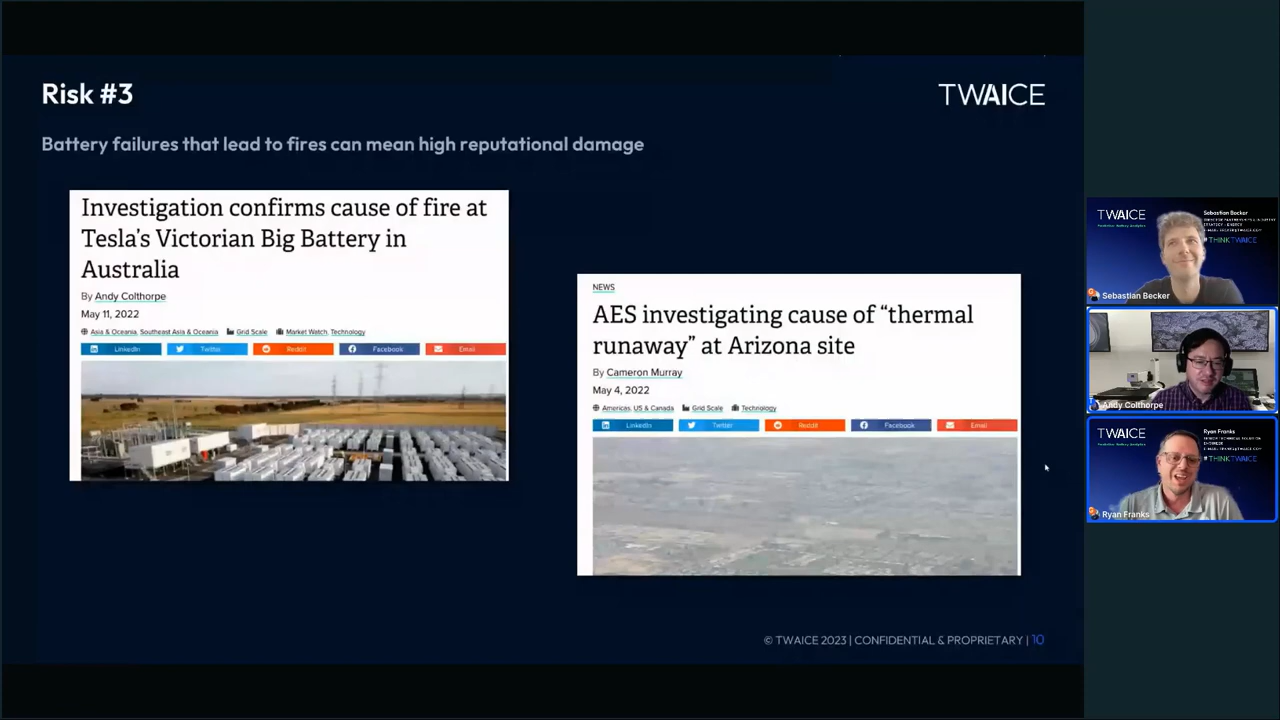 Risk #3
TWAICE
Battery failures that lead to fires can mean high reputational damage
Investigation confirms cause of fire at
Tesla's Victorian Big Battery in
Australia
By Andy Colthorpe
May 11, 2022
Asia & Oceania, Southeast Asia & Oceania Grid Scale Market Watch, Technology
LinkedIn Twitter Reddit Facebook Email
NEWS
AES investigating cause of “thermal
runaway” at Arizona site
By Cameron Murray
May 4, 2022
Americas, US & Canada Grid Scale Technology
LinkedIn Twitter Reddit Facebook Email
© TWAICE 2023 | CONFIDENTIAL & PROPRIETARY | 10
TWAICE
Sebastian Becker
#THINKTWAICE
Sebastian Becker
Andy Colthorpe
TWAICE
Ryan Franks
#THINKTWAICE
Ryan Franks